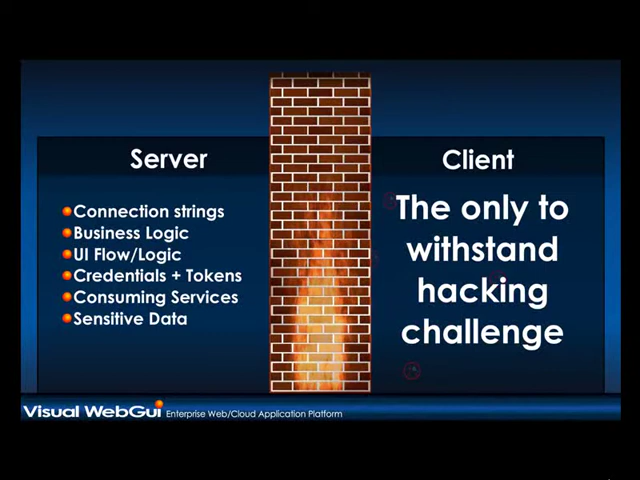 Server
Connection strings
Business Logic
UI Flow/Logic
Credentials + Tokens
Consuming Services
Sensitive Data
Client
The only to
withstand
hacking
challenge
Visual WebGui Enterprise Web/Cloud Application Platform